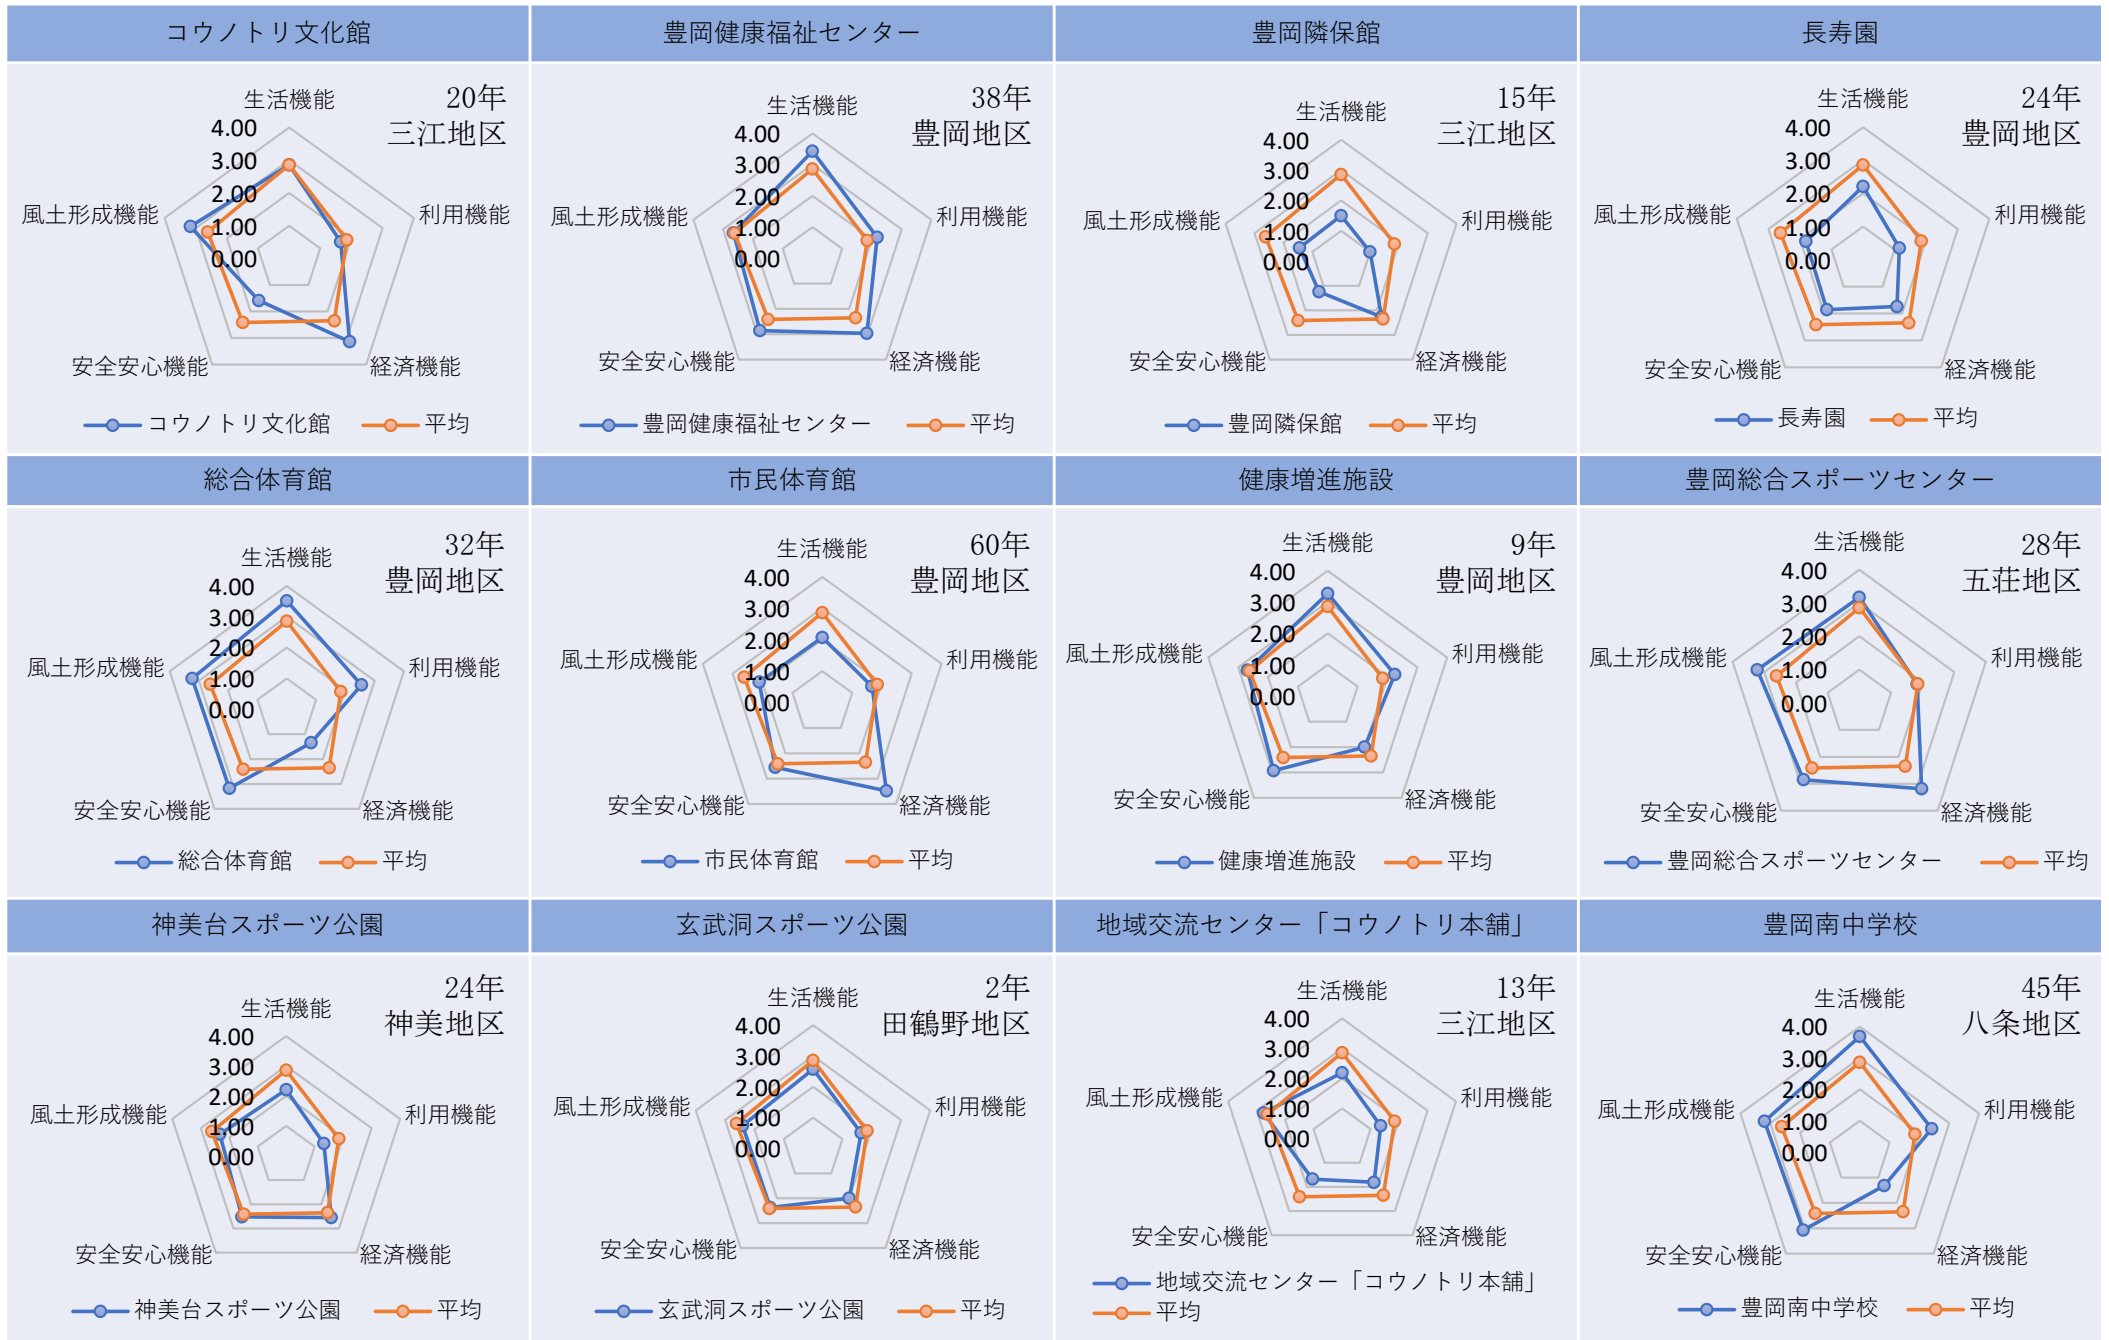 コウノトリ文化館
20年
三江地区
生活機能
4.00
3.00
2.00
1.00
0.00
風土形成機能
利用機能
安全安心機能
経済機能
コウノトリ文化館
平均
豊岡健康福祉センター
38年
豊岡地区
生活機能
4.00
3.00
2.00
1.00
0.00
風土形成機能
利用機能
安全安心機能
経済機能
豊岡健康福祉センター
平均
豊岡隣保館
15年
三江地区
生活機能
4.00
3.00
2.00
1.00
0.00
風土形成機能
利用機能
安全安心機能
経済機能
豊岡隣保館
平均
長寿園
24年
豊岡地区
生活機能
4.00
3.00
2.00
1.00
0.00
風土形成機能
利用機能
安全安心機能
経済機能
長寿園
平均
総合体育館
32年
豊岡地区
生活機能
4.00
3.00
2.00
1.00
0.00
風土形成機能
利用機能
安全安心機能
経済機能
総合体育館
平均
市民体育館
60年
豊岡地区
生活機能
4.00
3.00
2.00
1.00
0.00
風土形成機能
利用機能
安全安心機能
経済機能
市民体育館
平均
健康増進施設
9年
豊岡地区
生活機能
4.00
3.00
2.00
1.00
0.00
風土形成機能
利用機能
安全安心機能
経済機能
健康増進施設
平均
豊岡総合スポーツセンター
28年
五荘地区
生活機能
4.00
3.00
2.00
1.00
0.00
風土形成機能
利用機能
安全安心機能
経済機能
豊岡総合スポーツセンター
平均
神美台スポーツ公園
24年
神美地区
生活機能
4.00
3.00
2.00
1.00
0.00
風土形成機能
利用機能
安全安心機能
経済機能
神美台スポーツ公園
平均
玄武洞スポーツ公園
2年
田鶴野地区
生活機能
4.00
3.00
2.00
1.00
0.00
風土形成機能
利用機能
安全安心機能
経済機能
玄武洞スポーツ公園
平均
地域交流センター「コウノトリ本舗」
13年
三江地区
生活機能
4.00
3.00
2.00
1.00
0.00
風土形成機能
利用機能
安全安心機能
経済機能
地域交流センター「コウノトリ本舗」
平均
豊岡南中学校
45年
八条地区
生活機能
4.00
3.00
2.00
1.00
0.00
風土形成機能
利用機能
安全安心機能
経済機能
豊岡南中学校
平均